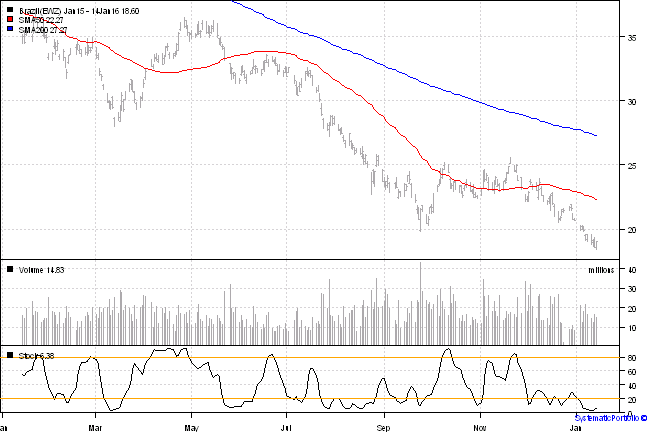 Brazil (EWZ) Jan 15 - 14Jan16 18.60
SMA50 22.27
SMA200 27.27
35
30
25
20
Volume 14.83
millions
40
30
20
10
Stoch 6.38
80
60
40
20
0
an
Mar
May
Jul
Sep
Nov
Jan
SystematicPortfolio ©